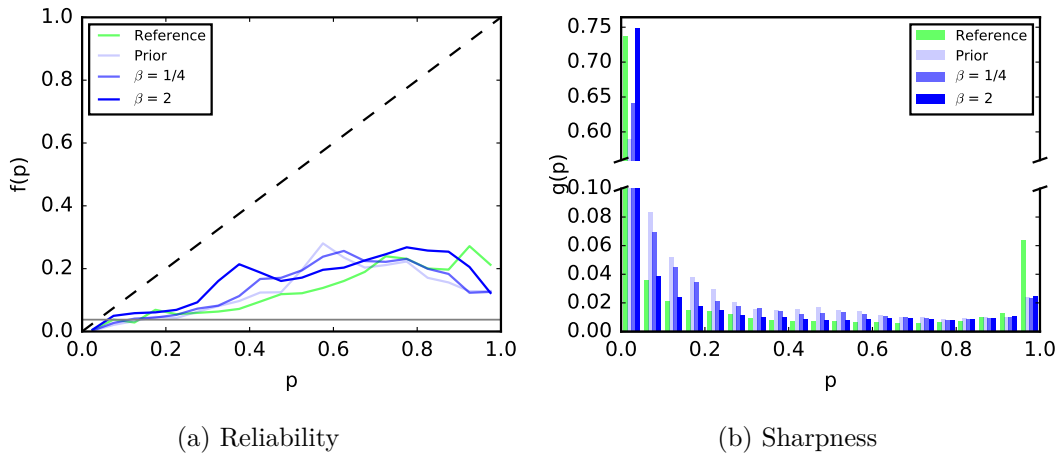 1.0
0.8
0.6
0.4
0.2
0.0
f(p)
Reference
Prior
β = 1/4
β = 2
0.0 0.2 0.4 0.6 0.8 1.0
p
(a) Reliability
0.75
0.70
0.65
0.60
0.10
0.08
0.06
0.04
0.02
0.00
g(p)
Reference
Prior
β = 1/4
β = 2
0.0 0.2 0.4 0.6 0.8 1.0
p
(b) Sharpness